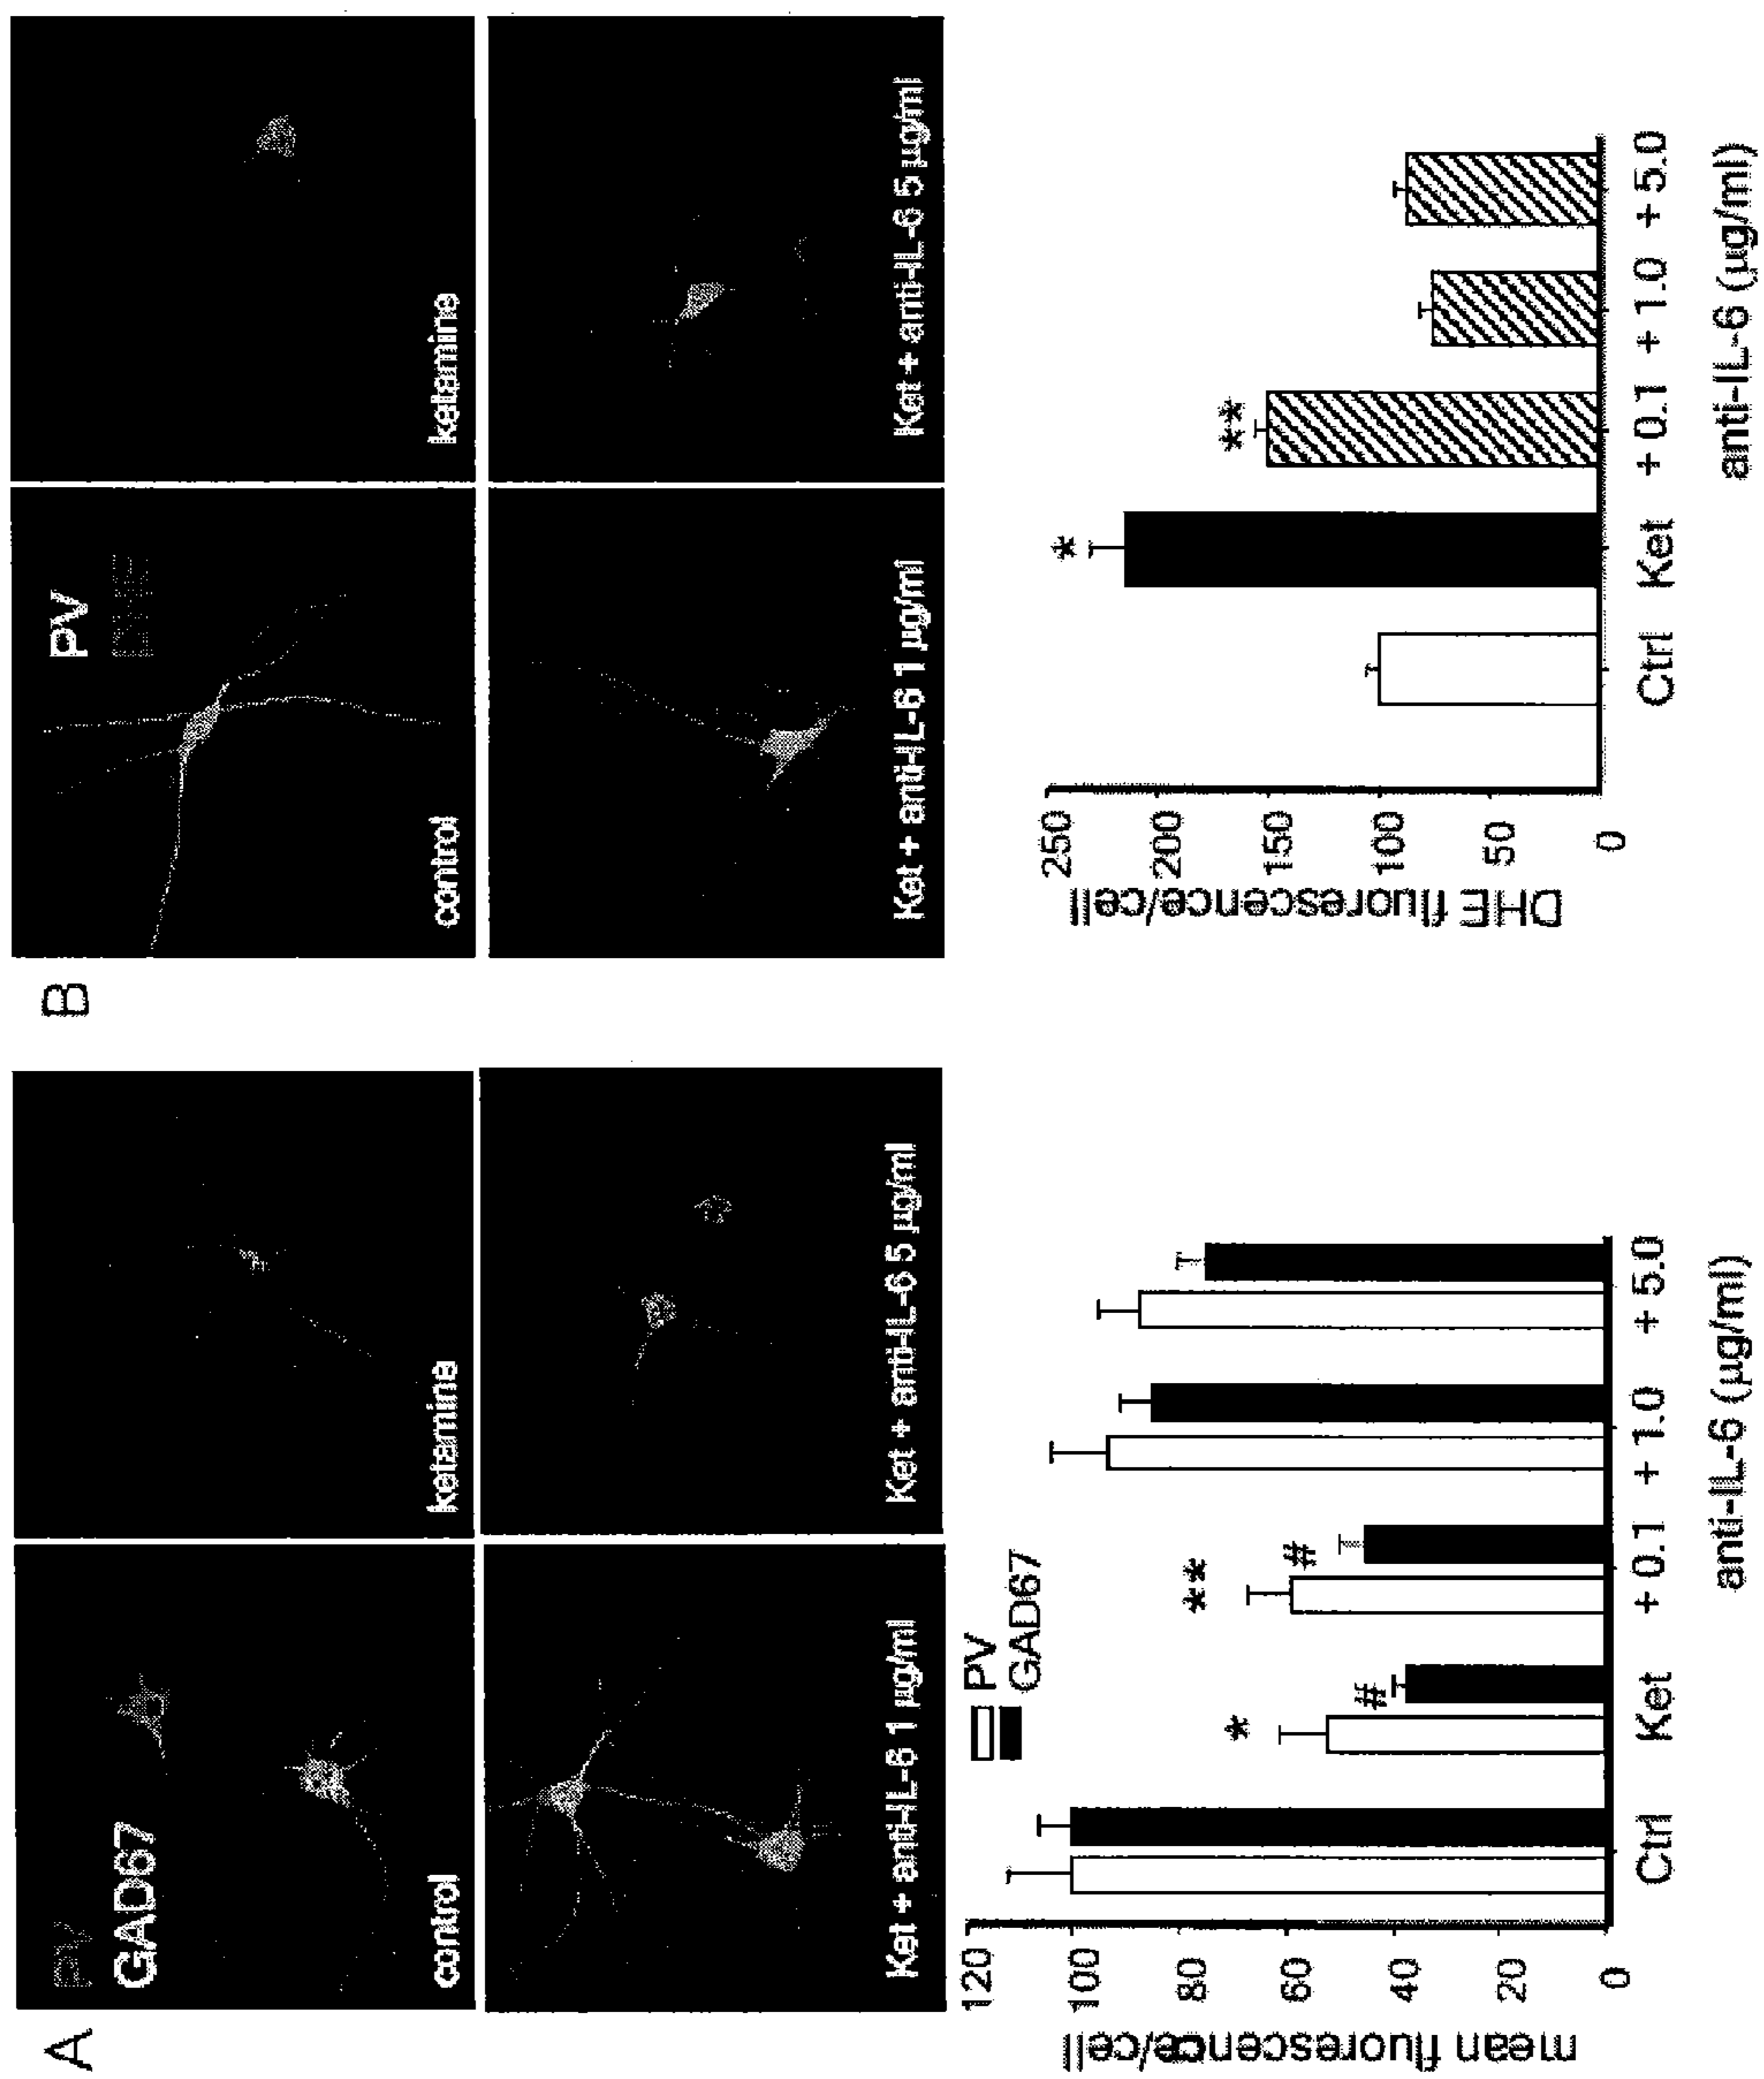 A
PV
GAD67
control
ketamine
Ket + anti-IL-6 1 µg/ml
Ket + anti-IL-6 5 µg/ml
mean fluorescence/cell
120
100
80
60
40
20
0
PV
GAD67
*
#
**
#
Ctrl
Ket
+ 0.1
+ 1.0
+ 5.0
anti-IL-6 (µg/ml)
B
PV
DHE
control
ketamine
Ket + anti-IL-6 1 µg/ml
Ket + anti-IL-6 5 µg/ml
DHE fluorescence/cell
250
200
150
100
50
0
*
**
Ctrl
Ket
+ 0.1
+ 1.0
+ 5.0
anti-IL-6 (µg/ml)